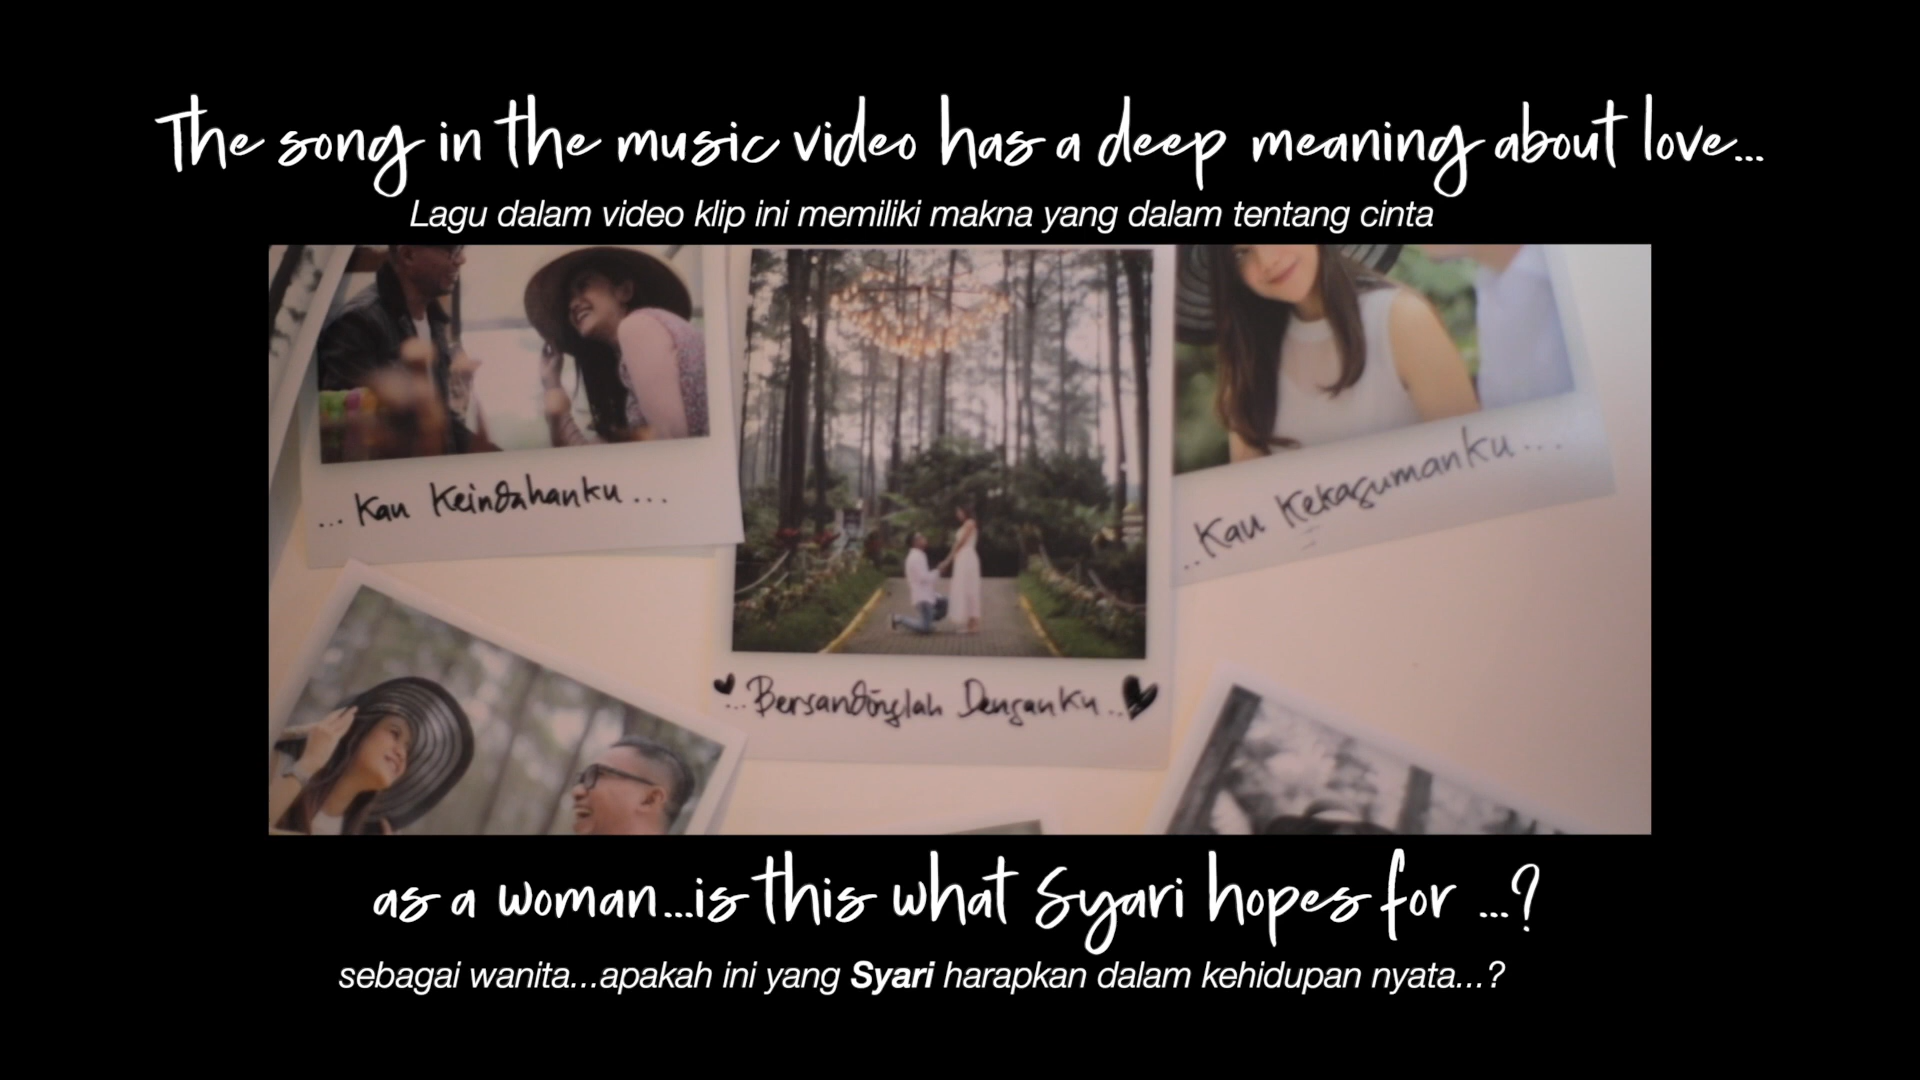 The song in the music video has a deep meaning about love...
Lagu dalam video klip ini memiliki makna yang dalam tentang cinta
... Kau Keindahanku ...
..Kau Kekagumanku ...
... Bersandinglah Denganku ..
as a woman...is this what Syari hopes for ...?
sebagai wanita...apakah ini yang Syari harapkan dalam kehidupan nyata...?